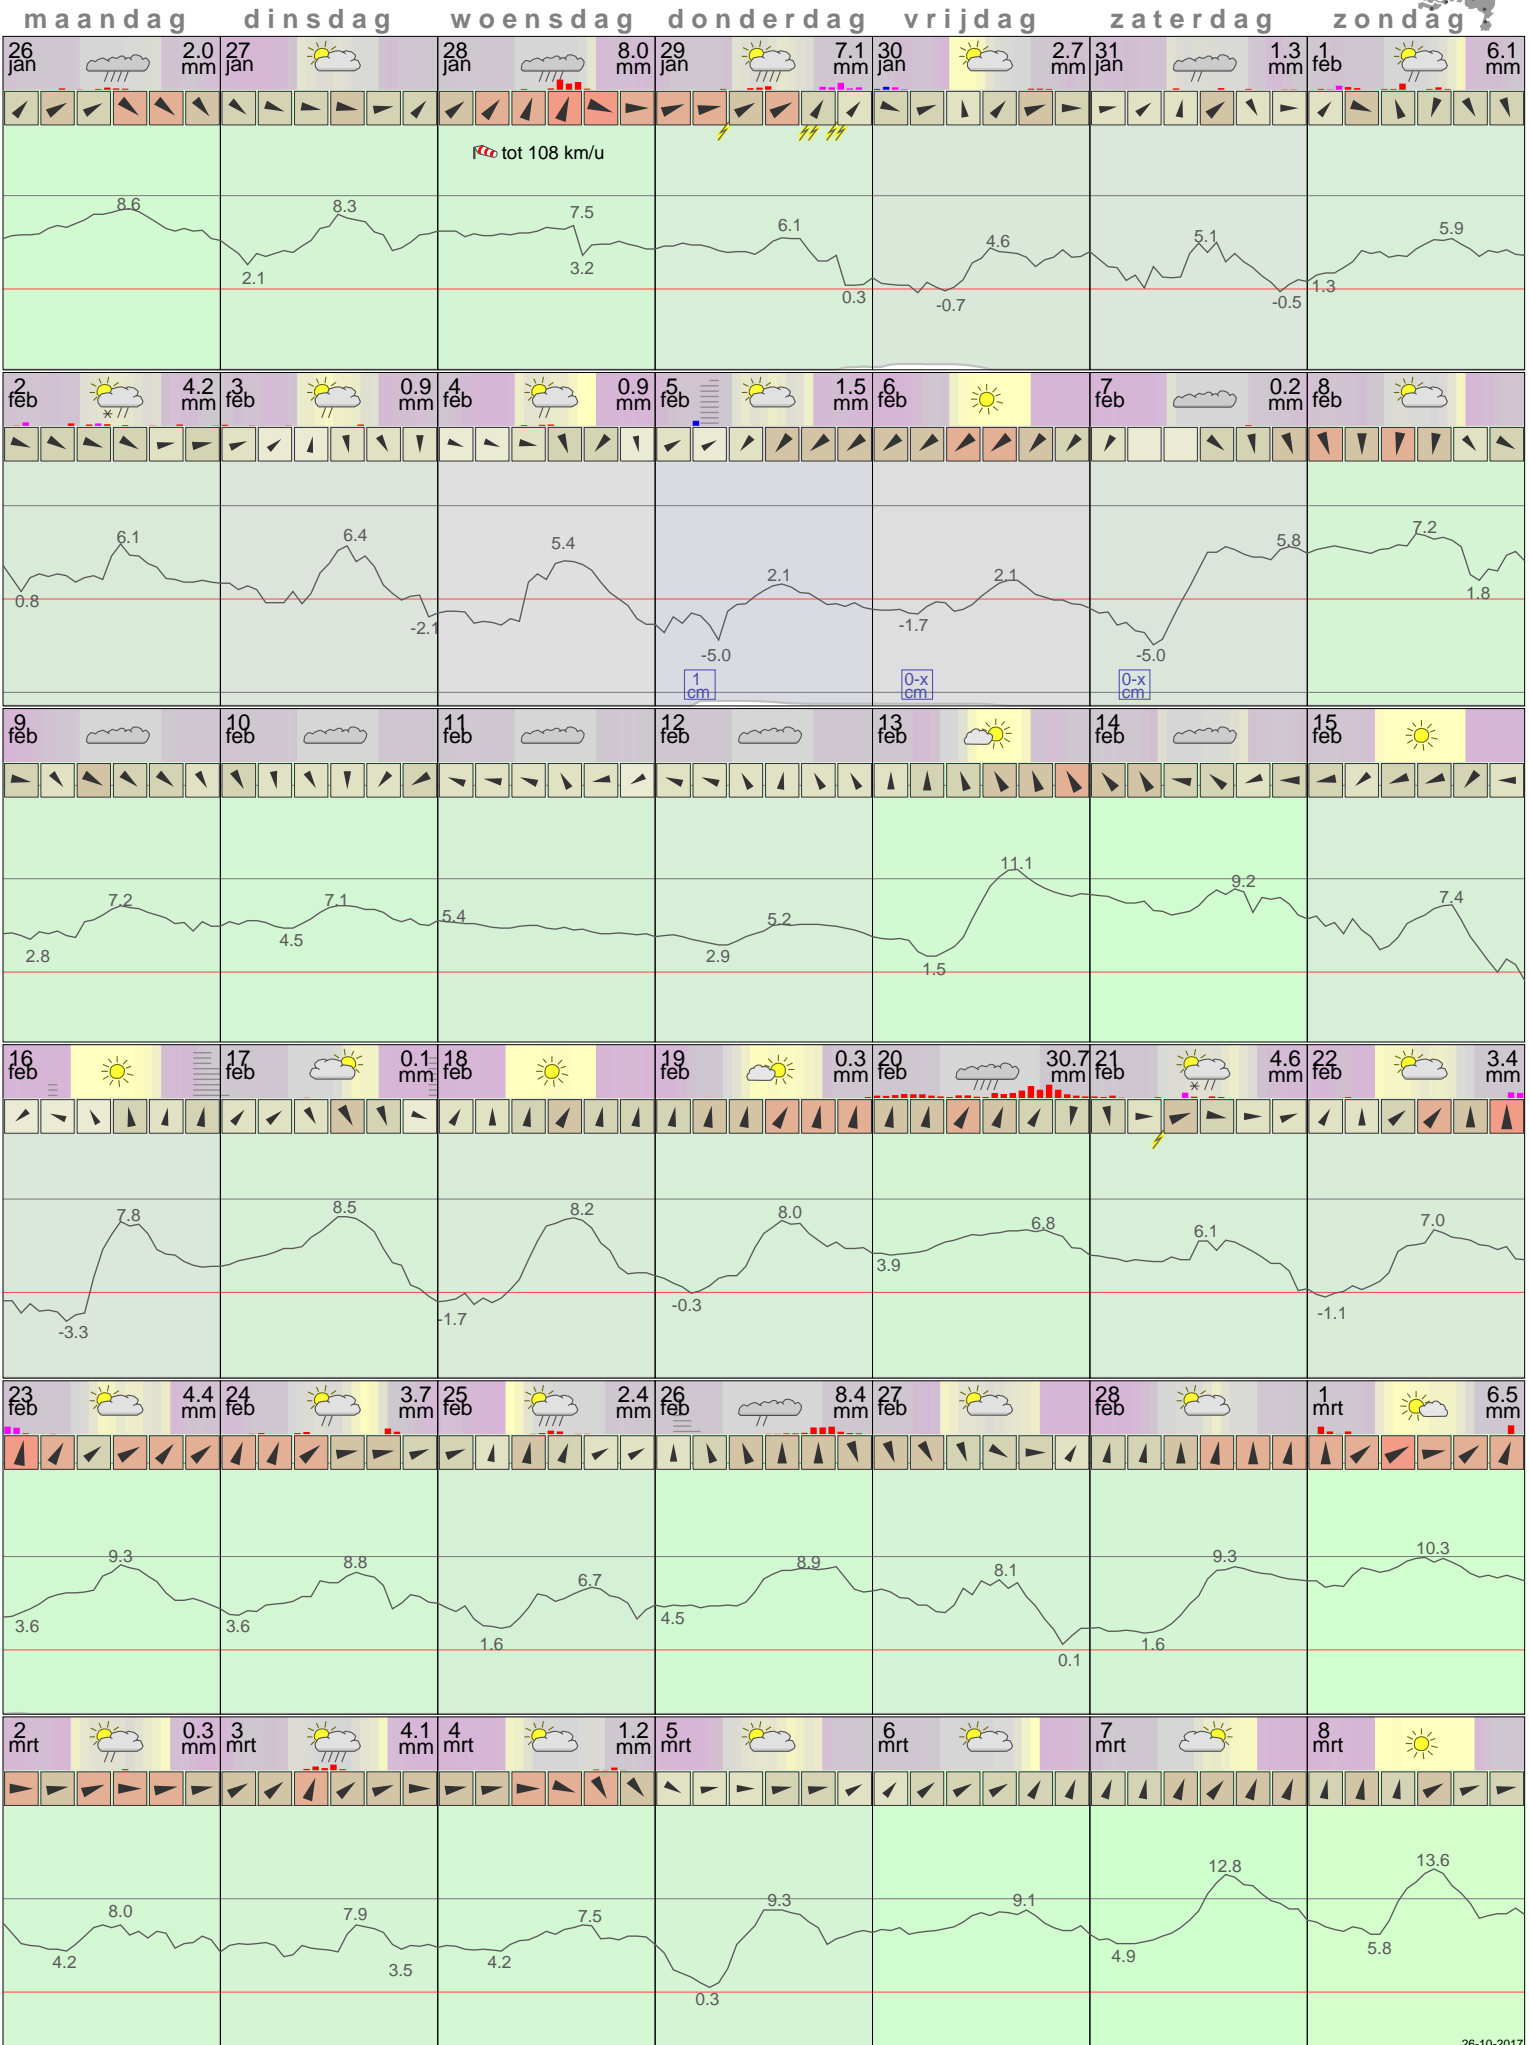 maandag dinsdag woensdag donderdag vrijdag zaterdag zondag
26 jan 2.0 mm 27 jan 28 jan 8.0 mm 29 jan 7.1 mm 30 jan 2.7 mm 31 jan 1.3 mm 1 feb 6.1 mm
tot 108 km/u
8.6 8.3 7.5 6.1 4.6 5.1 5.9
2.1 3.2 0.3 -0.7 -0.5 1.3
2 feb 4.2 mm 3 feb 0.9 mm 4 feb 0.9 mm 5 feb 1.5 mm 6 feb 7 feb 0.2 mm 8 feb
6.1 6.4 5.4 2.1 2.1 5.8 7.2
0.8 -2.1 -5.0 -1.7 -5.0 1.8
1 cm 0-x cm 0-x cm
9 feb 10 feb 11 feb 12 feb 13 feb 14 feb 15 feb
7.2 7.1 5.4 5.2 11.1 9.2 7.4
2.8 4.5 2.9 1.5
16 feb 17 feb 0.1 mm 18 feb 19 feb 0.3 mm 20 feb 30.7 mm 21 feb 4.6 mm 22 feb 3.4 mm
7.8 8.5 8.2 8.0 6.8 6.1 7.0
-3.3 -1.7 -0.3 3.9 -1.1
23 feb 4.4 mm 24 feb 3.7 mm 25 feb 2.4 mm 26 feb 8.4 mm 27 feb 28 feb 1 mrt 6.5 mm
9.3 8.8 6.7 8.9 8.1 9.3 10.3
3.6 3.6 1.6 4.5 0.1 1.6
2 mrt 0.3 mm 3 mrt 4.1 mm 4 mrt 1.2 mm 5 mrt 6 mrt 7 mrt 8 mrt
8.0 7.9 7.5 9.3 9.1 12.8 13.6
4.2 3.5 4.2 0.3 4.9 5.8
26-10-2017